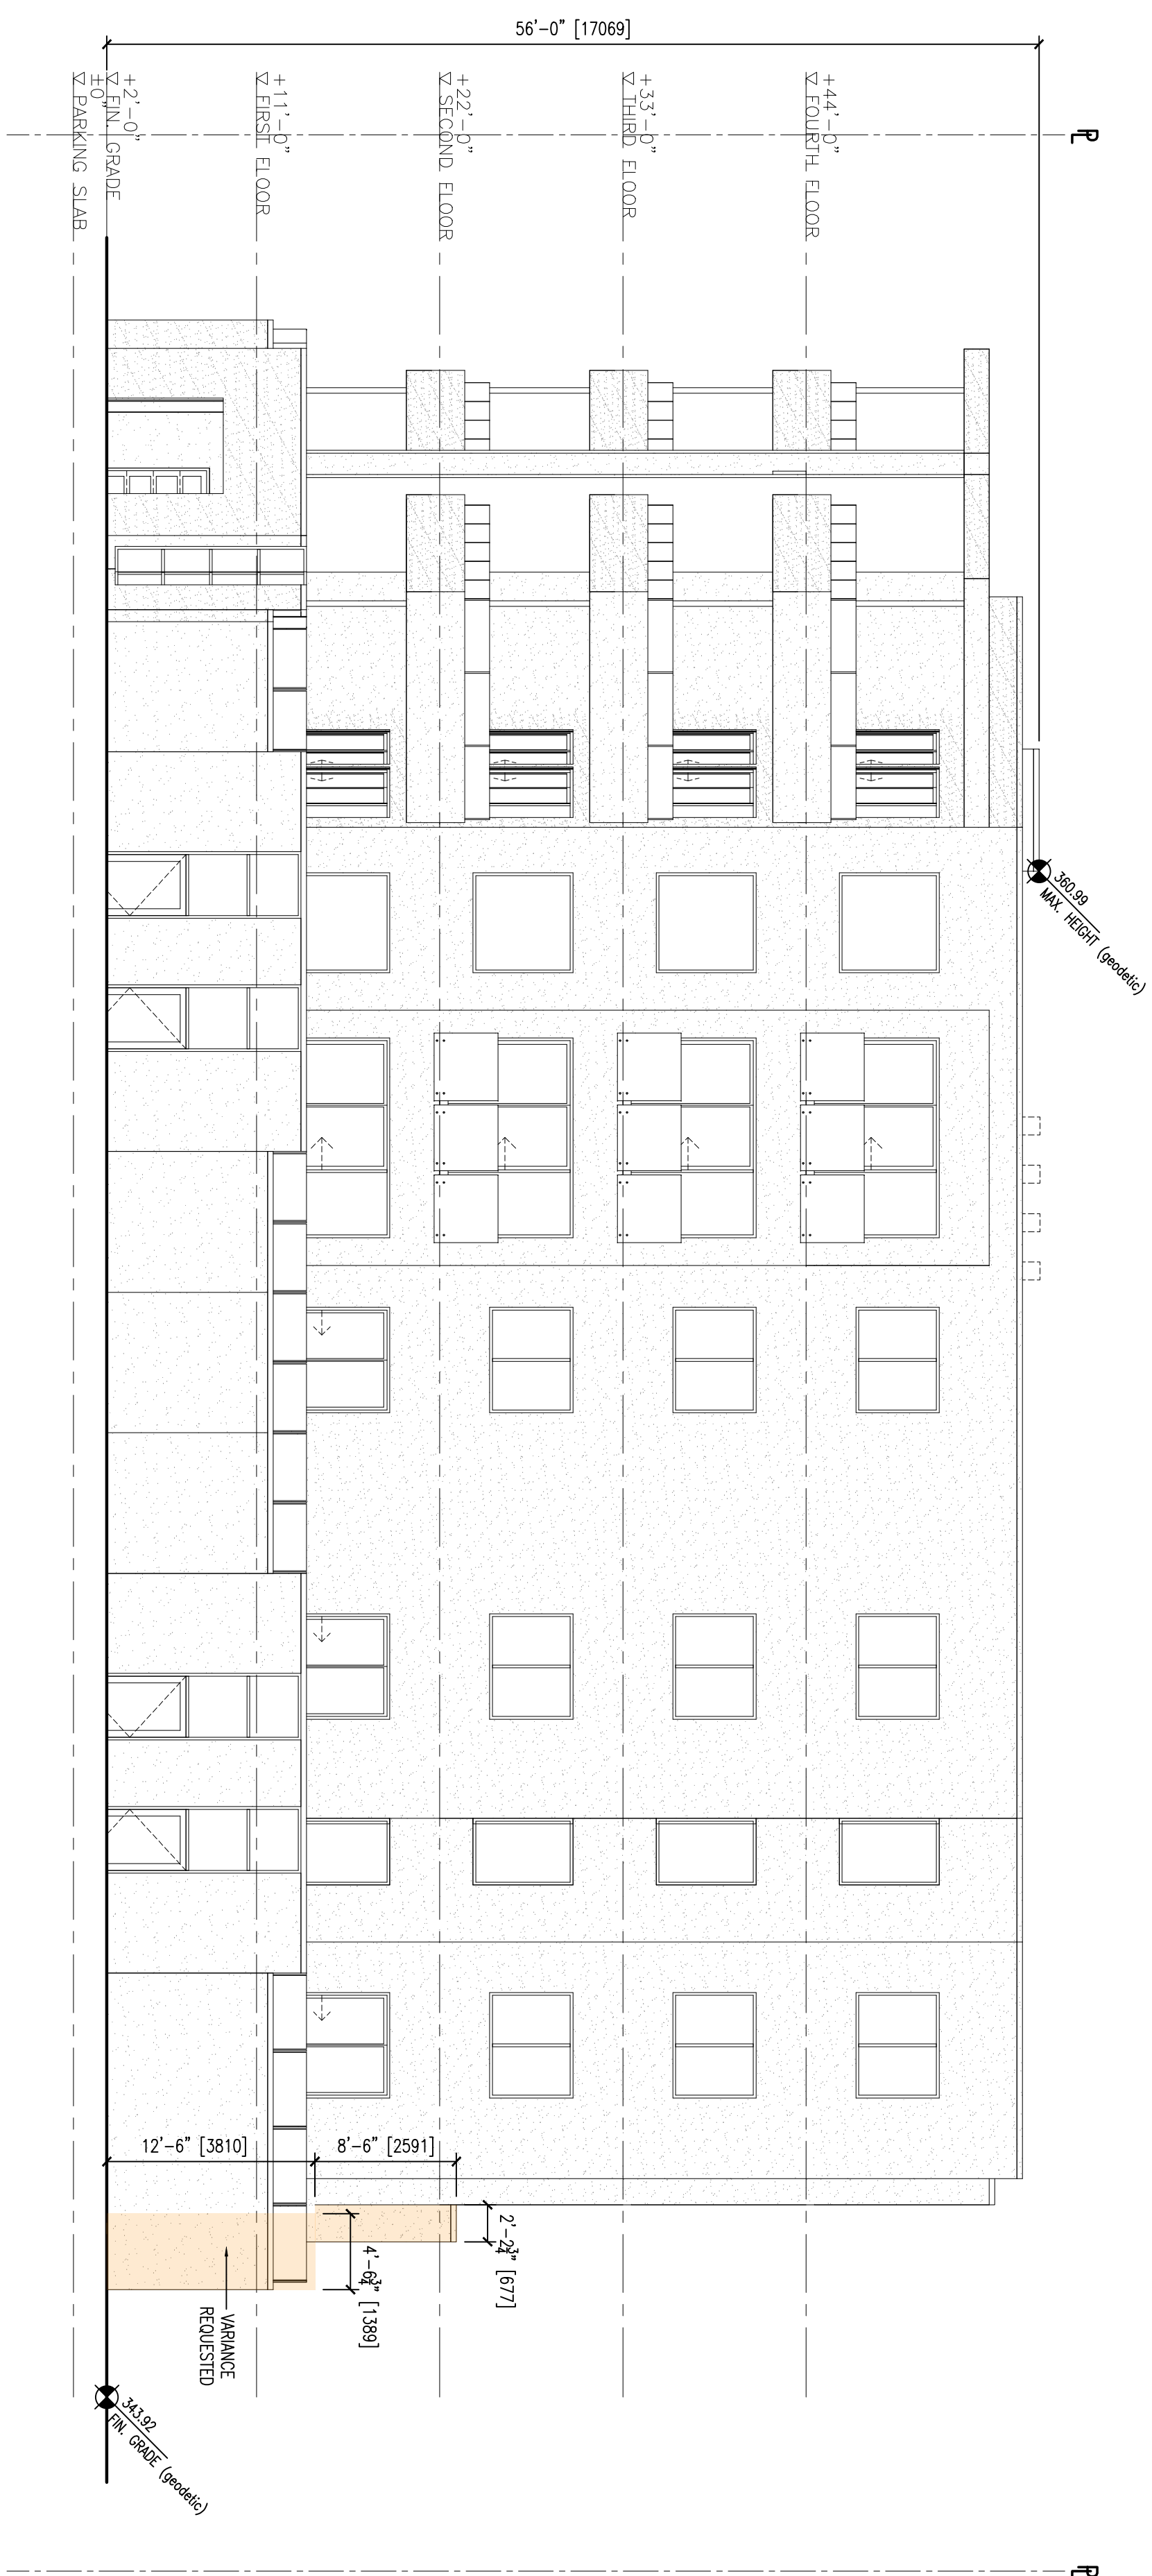 56'-0" [17069]
PL
+44'-0"
FOURTH FLOOR
+33'-0"
THIRD FLOOR
+22'-0"
SECOND FLOOR
+11'-0"
FIRST FLOOR
+2'-0"
FIN. GRADE
±0"
PARKING SLAB
360.99
MAX. HEIGHT (geodetic)
12'-6" [3810]
8'-6" [2591]
2'-2¾" [677]
4'-6¾" [1389]
VARIANCE
REQUESTED
343.92
FIN. GRADE (geodetic)
PL